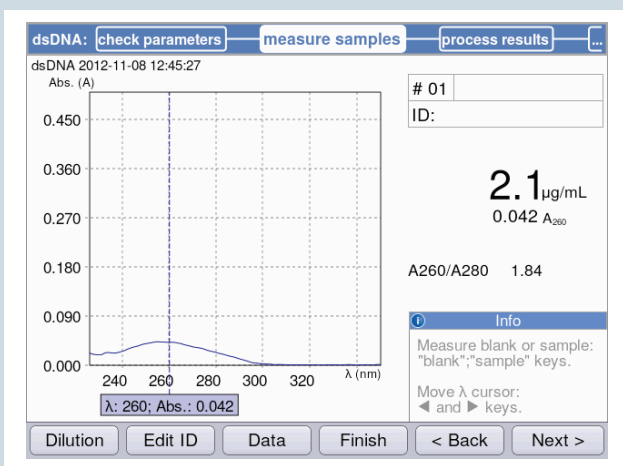 dsDNA: check parameters measure samples process results ...
dsDNA 2012-11-08 12:45:27
Abs. (A)
# 01
ID:
0.450
0.360
0.270
0.180
0.090
0.000
240 260 280 300 320 λ (nm)
λ: 260; Abs.: 0.042
2.1 µg/mL
0.042 A260
A260/A280 1.84
i Info
Measure blank or sample:
"blank";"sample" keys.
Move λ cursor:
◀ and ▶ keys.
Dilution Edit ID Data Finish < Back Next >